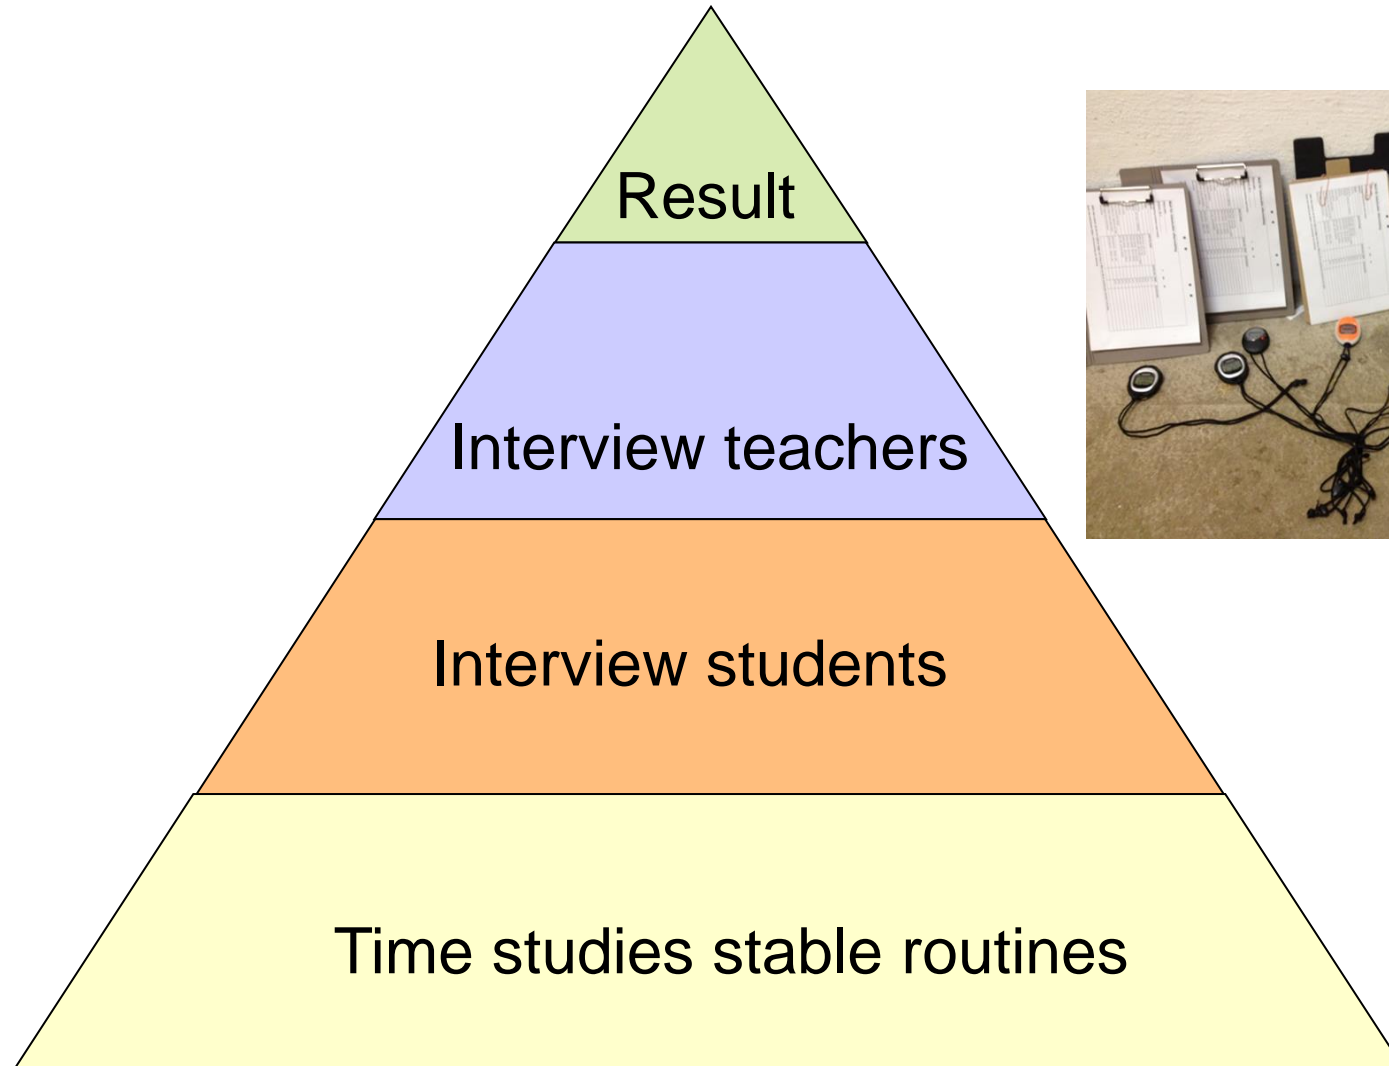 Result
Interview teachers
Interview students
Time studies stable routines